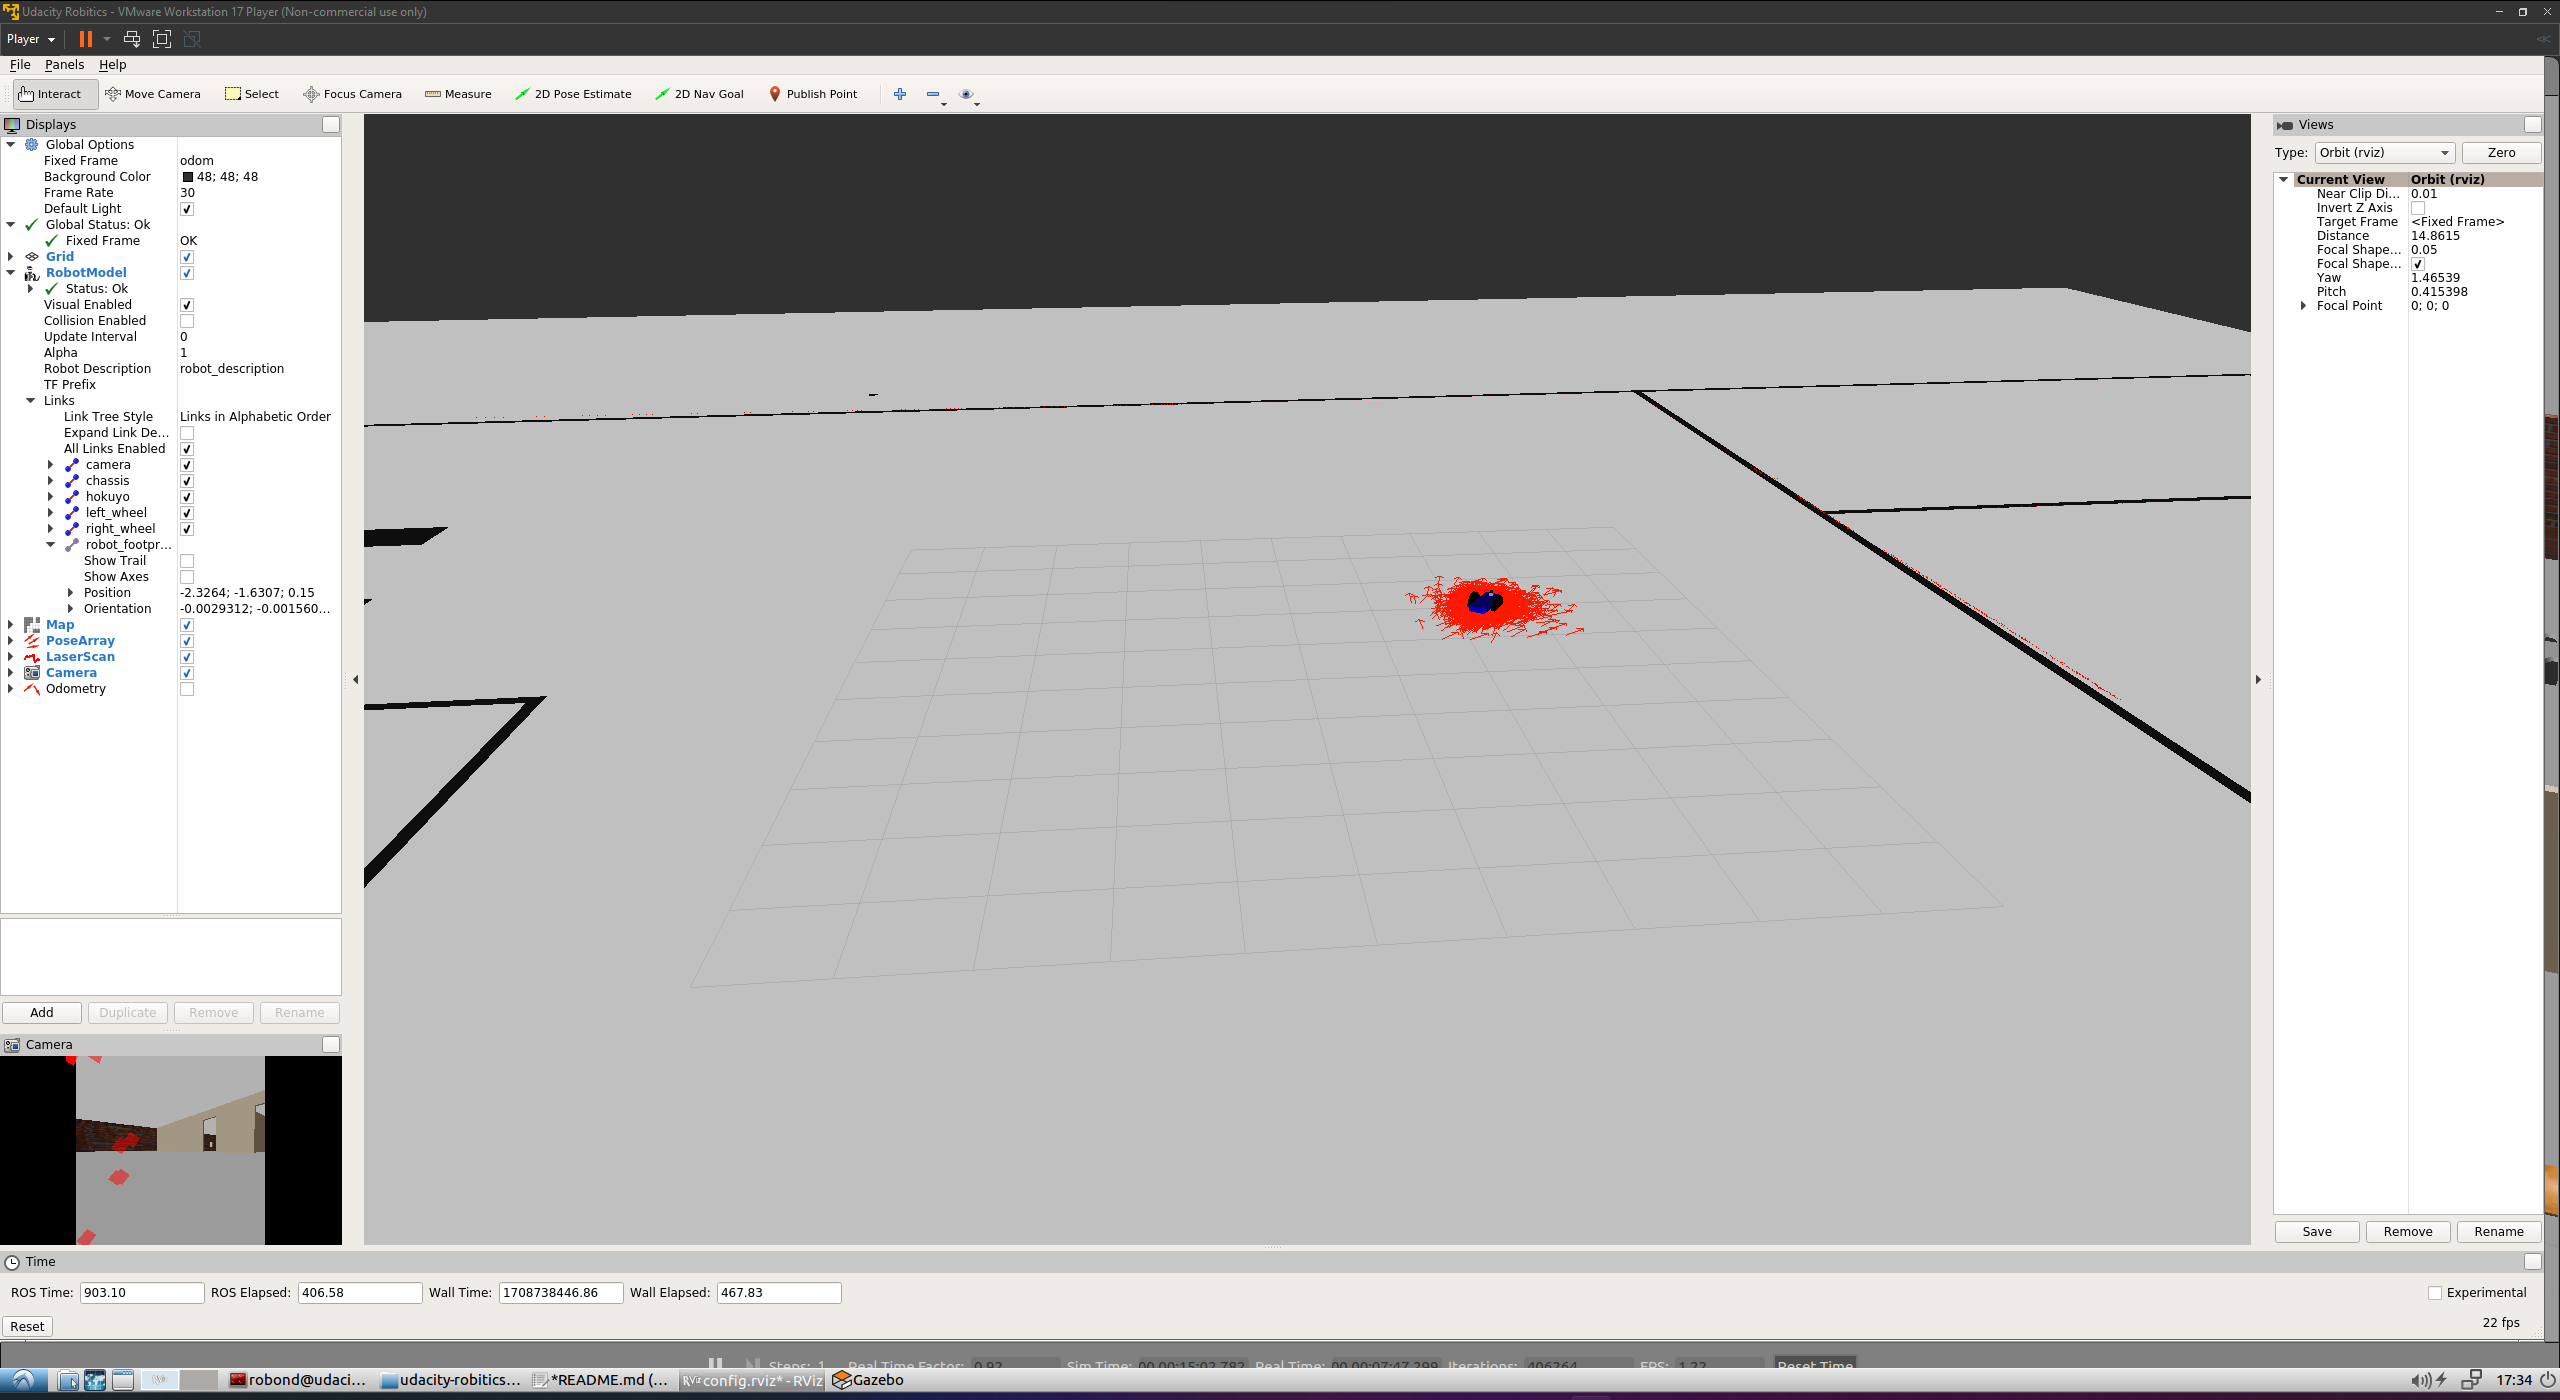 Udacity Robitics - VMware Workstation 17 Player (Non-commercial use only)
Player
File Panels Help
Interact Move Camera Select Focus Camera Measure 2D Pose Estimate 2D Nav Goal Publish Point
Displays
Global Options
Fixed Frame odom
Background Color 48; 48; 48
Frame Rate 30
Default Light
Global Status: Ok
Fixed Frame OK
Grid
RobotModel
Status: Ok
Visual Enabled
Collision Enabled
Update Interval 0
Alpha 1
Robot Description robot_description
TF Prefix
Links
Link Tree Style Links in Alphabetic Order
Expand Link De...
All Links Enabled
camera
chassis
hokuyo
left_wheel
right_wheel
robot_footpr...
Show Trail
Show Axes
Position -2.3264; -1.6307; 0.15
Orientation -0.0029312; -0.001560...
Map
PoseArray
LaserScan
Camera
Odometry
Add Duplicate Remove Rename
Camera
Views
Type: Orbit (rviz) Zero
Current View Orbit (rviz)
Near Clip Di... 0.01
Invert Z Axis
Target Frame <Fixed Frame>
Distance 14.8615
Focal Shape... 0.05
Focal Shape...
Yaw 1.46539
Pitch 0.415398
Focal Point 0; 0; 0
Save Remove Rename
Time
ROS Time: 903.10 ROS Elapsed: 406.58 Wall Time: 1708738446.86 Wall Elapsed: 467.83 Experimental
Reset 22 fps
Steps: 1 Real Time Factor: 0.92 Sim Time: 00 00:15:02.782 Real Time: 00 00:07:47.299 Iterations: 406264 FPS: 1.22 Reset Time
robond@udaci... udacity-robitics... *README.md (... config.rviz* - RViz Gazebo 17:34